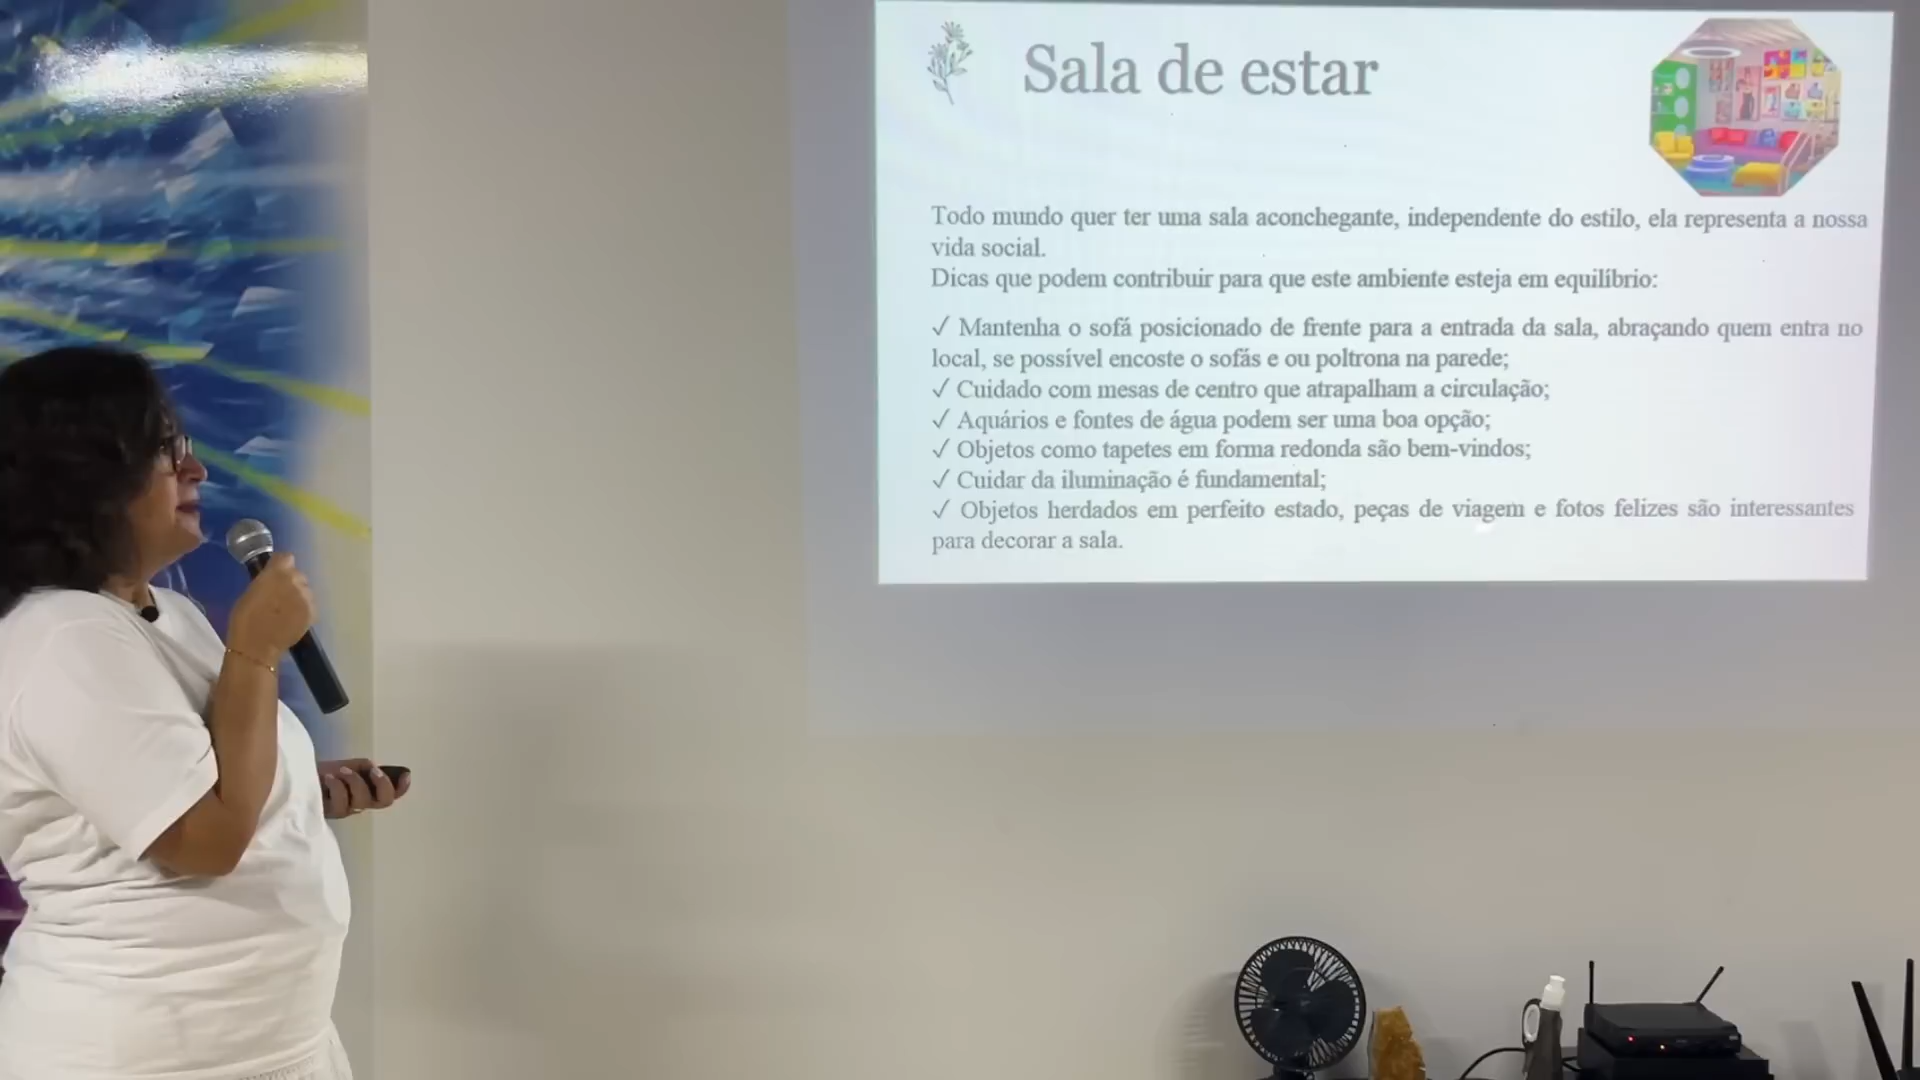 Sala de estar
Todo mundo quer ter uma sala aconchegante, independente do estilo, ela representa a nossa
vida social.
Dicas que podem contribuir para que este ambiente esteja em equilíbrio:
✓ Mantenha o sofá posicionado de frente para a entrada da sala, abraçando quem entra no
local, se possível encoste o sofás e ou poltrona na parede;
✓ Cuidado com mesas de centro que atrapalham a circulação;
✓ Aquários e fontes de água podem ser uma boa opção;
✓ Objetos como tapetes em forma redonda são bem-vindos;
✓ Cuidar da iluminação é fundamental;
✓ Objetos herdados em perfeito estado, peças de viagem e fotos felizes são interessantes
para decorar a sala.